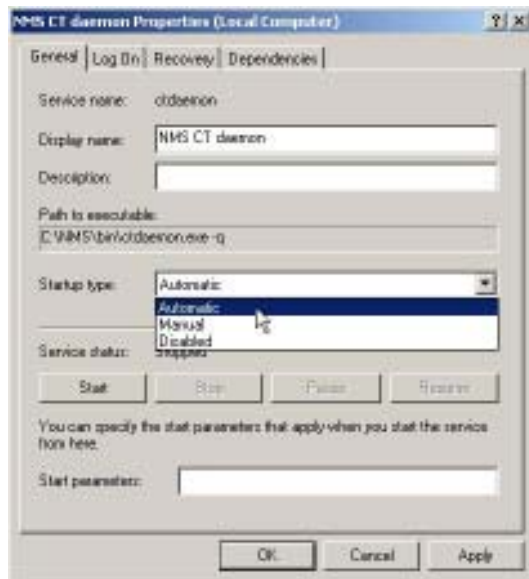 NMS CT daemon Properties (Local Computer)
General Log On Recovery Dependencies
Service name: ctdaemon
Display name: NMS CT daemon
Description:
Path to executable:
C:\NMS\bin\ctdaemon.exe -q
Startup type: Automatic
Automatic
Manual
Disabled
Service status: Stopped
Start Stop Pause Resume
You can specify the start parameters that apply when you start the service
from here.
Start parameters:
OK Cancel Apply